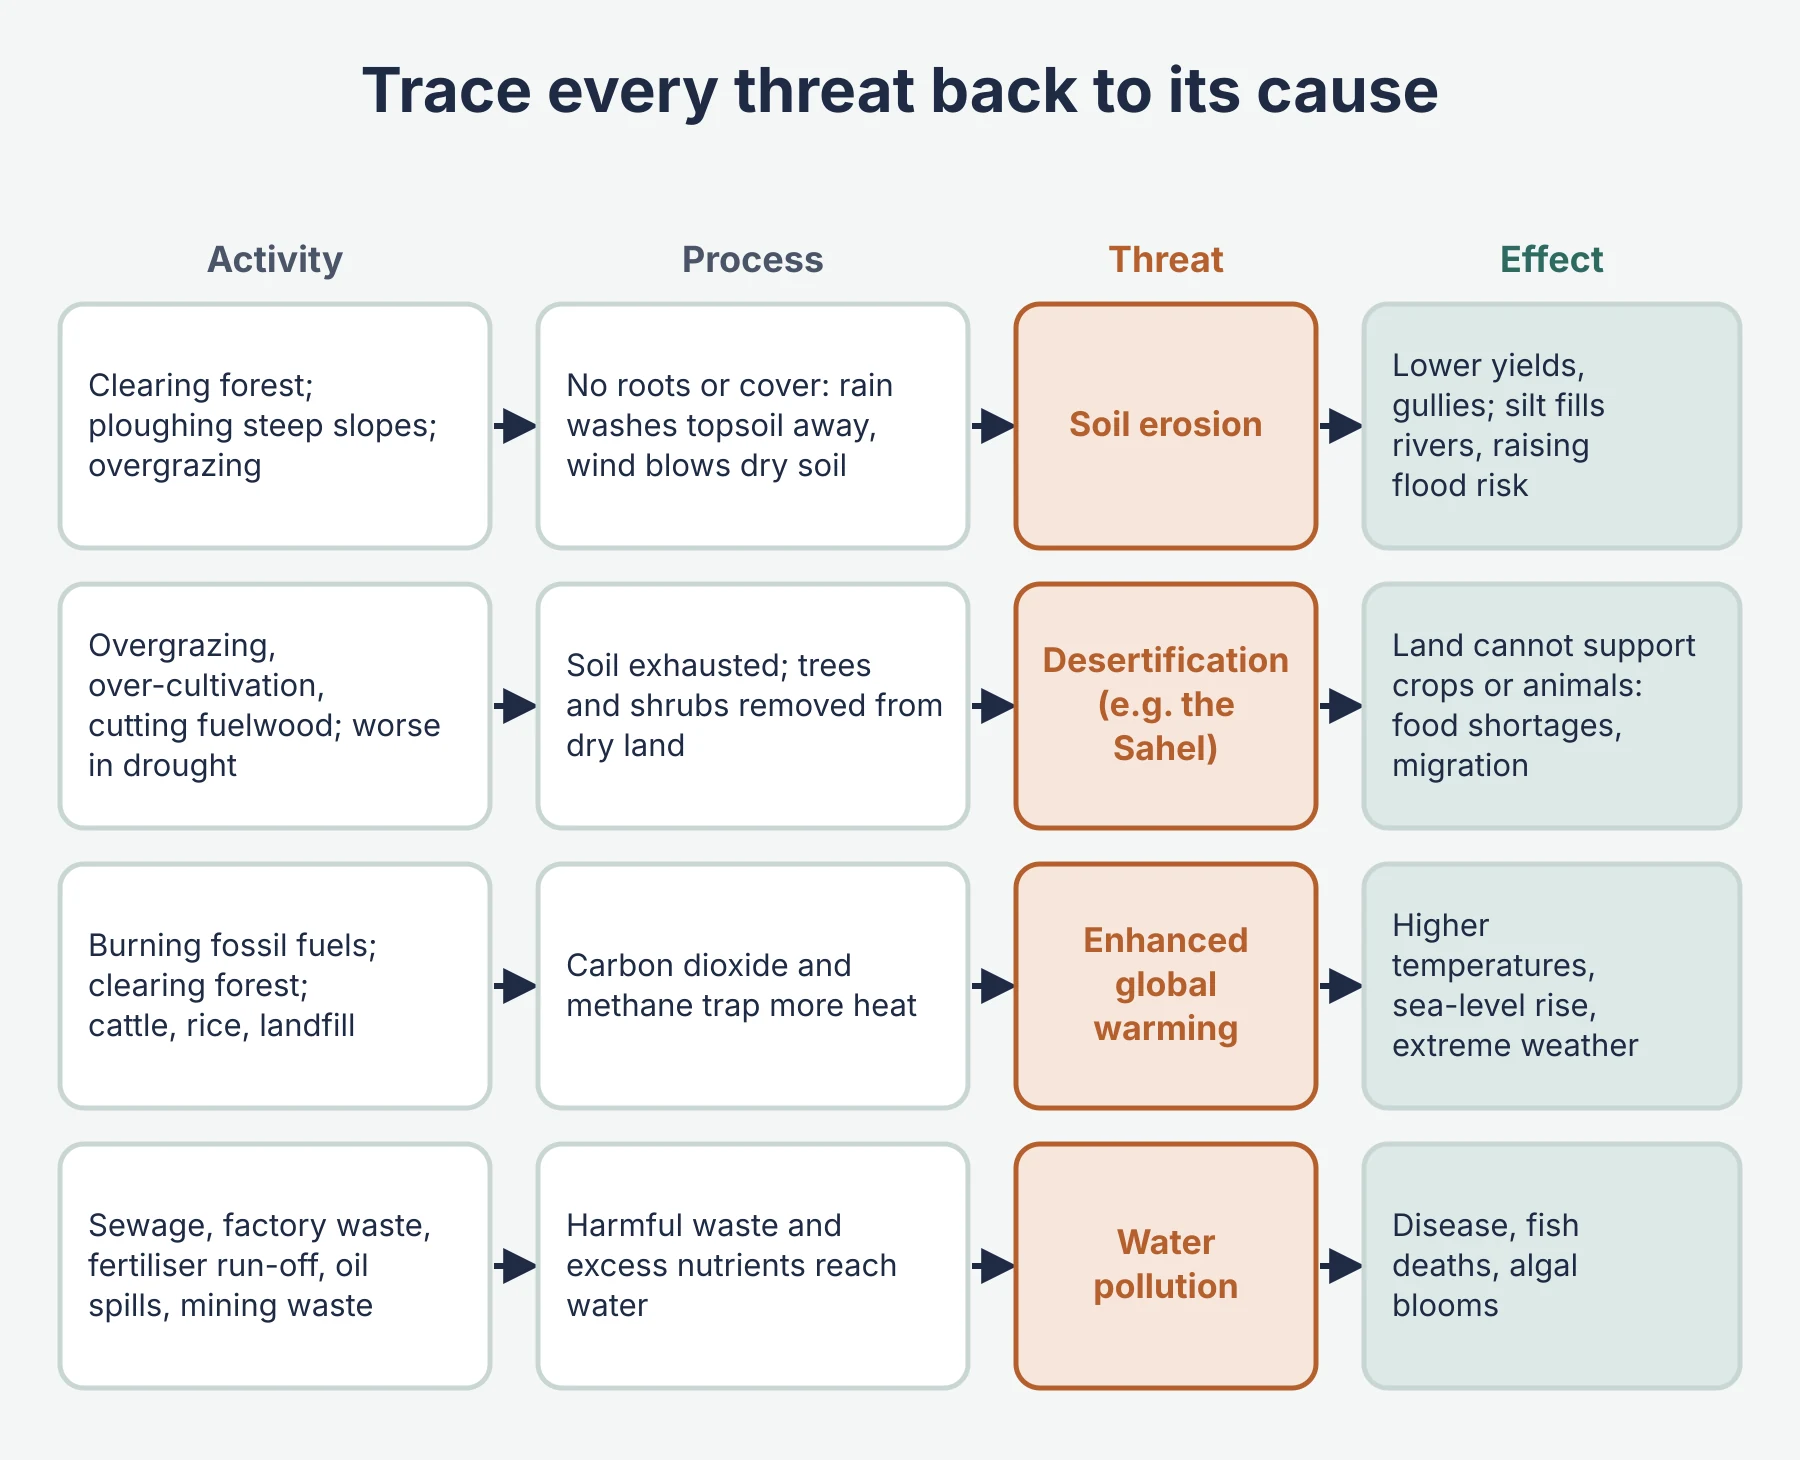 Trace every threat back to its cause
Activity
Process
Threat
Effect
Clearing forest;
ploughing steep slopes;
overgrazing
No roots or cover: rain
washes topsoil away,
wind blows dry soil
Soil erosion
Lower yields,
gullies; silt fills
rivers, raising
flood risk
Overgrazing,
over-cultivation,
cutting fuelwood; worse
in drought
Soil exhausted; trees
and shrubs removed from
dry land
Desertification
(e.g. the
Sahel)
Land cannot support
crops or animals:
food shortages,
migration
Burning fossil fuels;
clearing forest;
cattle, rice, landfill
Carbon dioxide and
methane trap more heat
Enhanced
global
warming
Higher
temperatures,
sea-level rise,
extreme weather
Sewage, factory waste,
fertiliser run-off, oil
spills, mining waste
Harmful waste and
excess nutrients reach
water
Water
pollution
Disease, fish
deaths, algal
blooms